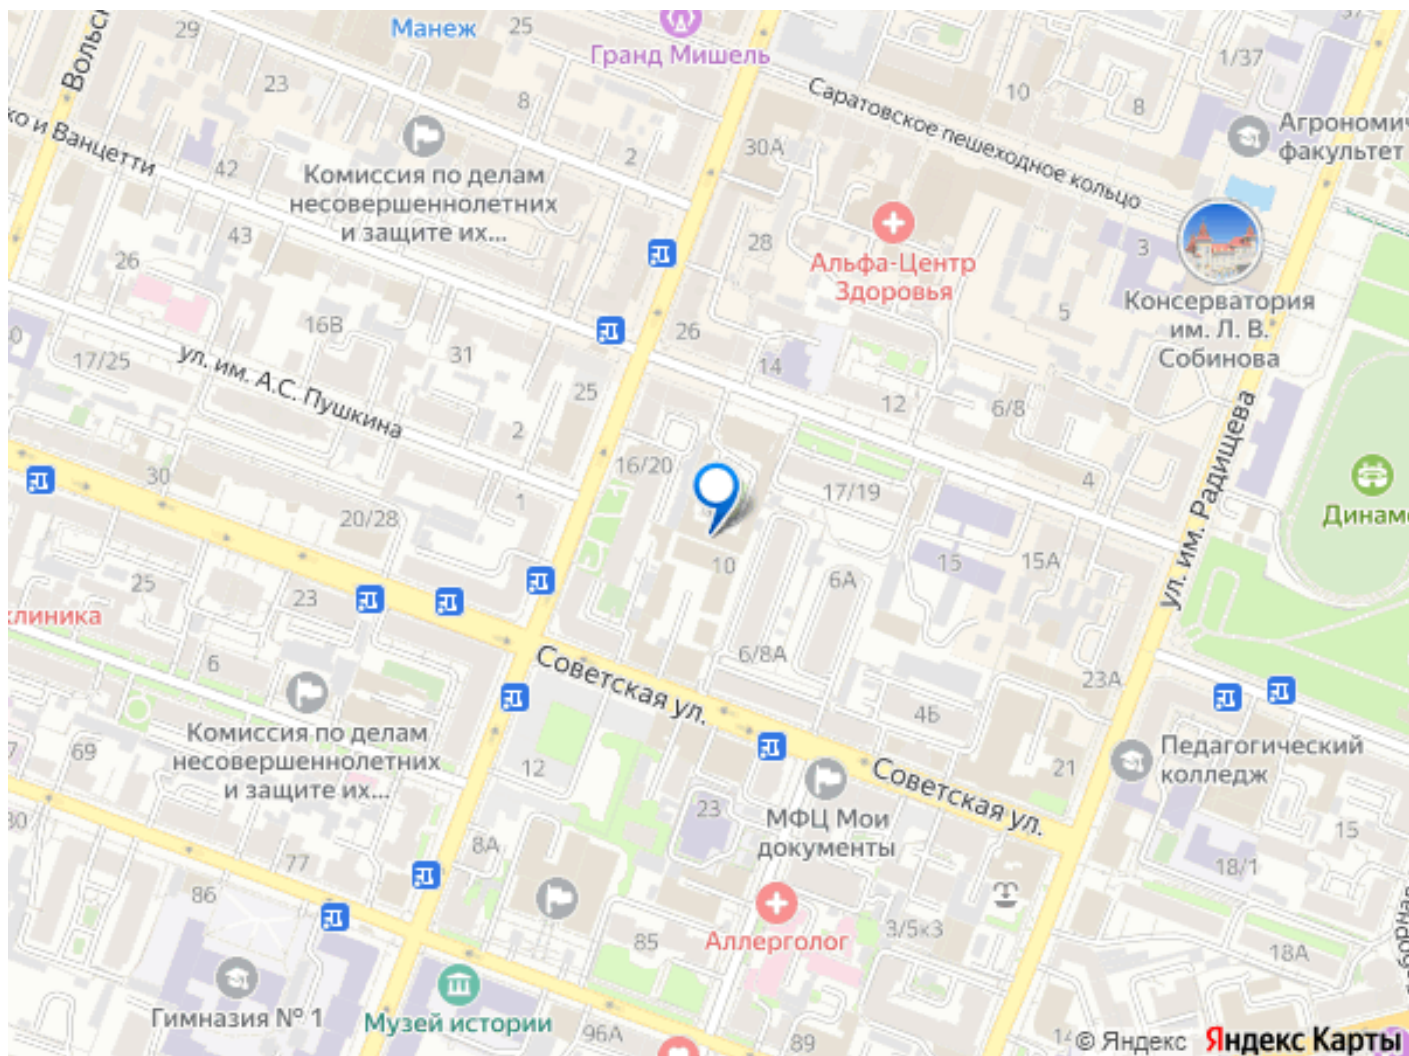 Манеж
25
Гранд Мишель
29
Вольск
23
8
2
30А
10
8
1/37
37
Саратовское пешеходное кольцо
Агрономич
факультет
ко и Ванцетти
42
Комиссия по делам
несовершеннолетних
и защите их...
43
26
28
Альфа-Центр
Здоровья
3
5
Консерватория
им. Л. В.
Собинова
16В
17/25
ул. им. А.С. Пушкина
31
25
26
14
12
6/8
4
2
1
16/20
17/19
ул. им. Радищева
Динам
30
20/28
25
23
10
6А
15
15А
клиника
6
6/8А
23А
4Б
21
Советская ул.
Комиссия по делам
несовершеннолетних
и защите их...
69
12
23
МФЦ Мои
документы
Советская ул.
Педагогический
колледж
15
18/1
8А
77
86
85
Аллерголог
3/5к3
18А
Гимназия № 1
Музей истории
96А
89
14
© Яндекс Яндекс Карты